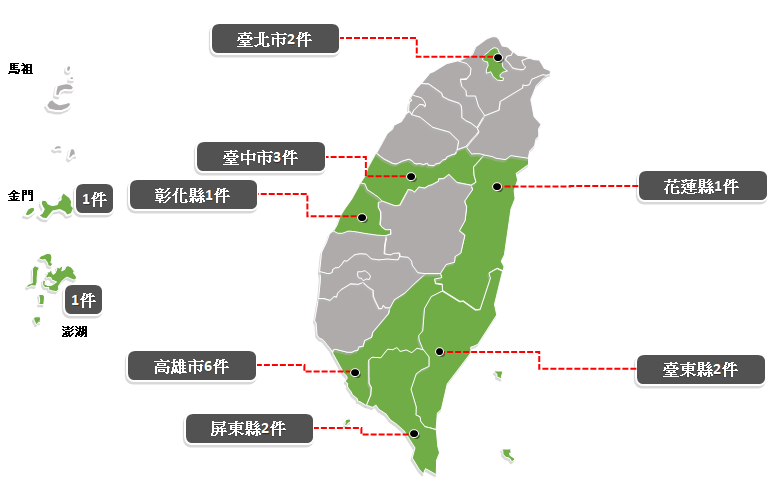 臺北市2件
馬祖
臺中市3件
金門
1件
彰化縣1件
花蓮縣1件
1件
澎湖
高雄市6件
臺東縣2件
屏東縣2件